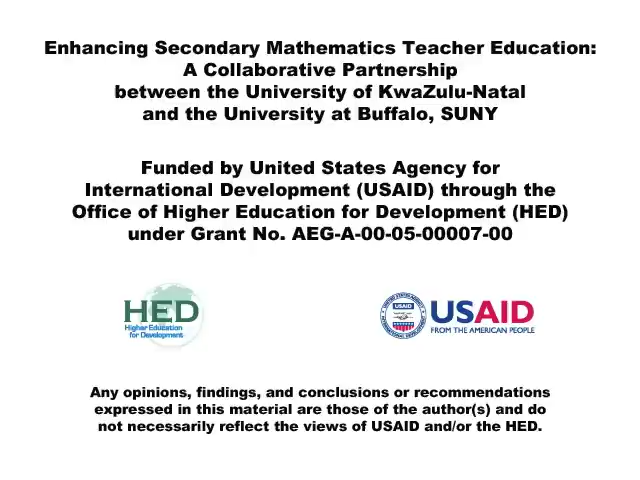 Enhancing Secondary Mathematics Teacher Education:
A Collaborative Partnership
between the University of KwaZulu-Natal
and the University at Buffalo, SUNY
Funded by United States Agency for
International Development (USAID) through the
Office of Higher Education for Development (HED)
under Grant No. AEG-A-00-05-00007-00
HED
Higher Education
for Development
USAID
USAID
FROM THE AMERICAN PEOPLE
Any opinions, findings, and conclusions or recommendations
expressed in this material are those of the author(s) and do
not necessarily reflect the views of USAID and/or the HED.